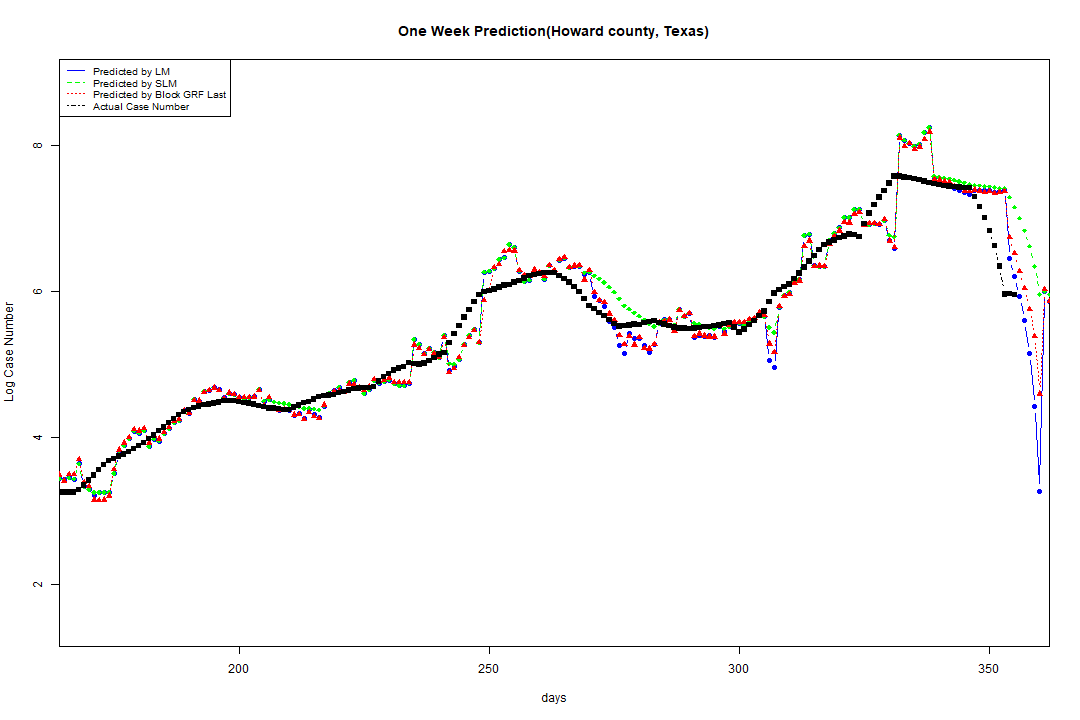 One Week Prediction(Howard county, Texas)
Predicted by LM
Predicted by SLM
Predicted by Block GRF Last
Actual Case Number
8
6
4
2
Log Case Number
200 250 300 350
days